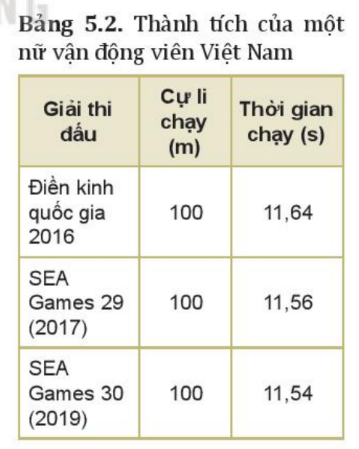 Bảng 5.2. Thành tích của một
nữ vận động viên Việt Nam
Giải thi
đấu
Cự li
chạy
(m)
Thời gian
chạy (s)
Điền kinh
quốc gia
2016
100
11,64
SEA
Games 29
(2017)
100
11,56
SEA
Games 30
(2019)
100
11,54